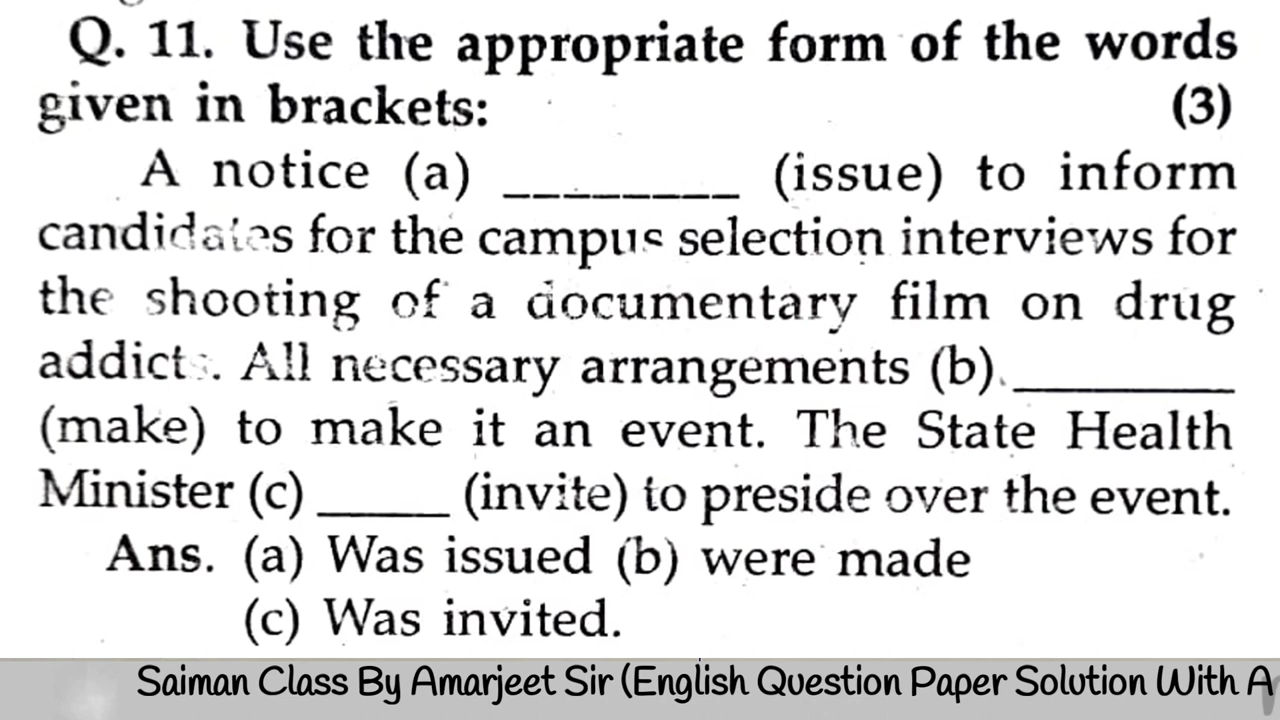 Q. 11. Use the appropriate form of the words
given in brackets: (3)
A notice (a) ________ (issue) to inform
candidates for the campus selection interviews for
the shooting of a documentary film on drug
addicts. All necessary arrangements (b) ________
(make) to make it an event. The State Health
Minister (c) _____ (invite) to preside over the event.
Ans. (a) Was issued (b) were made
(c) Was invited.
Saiman Class By Amarjeet Sir (English Question Paper Solution With A